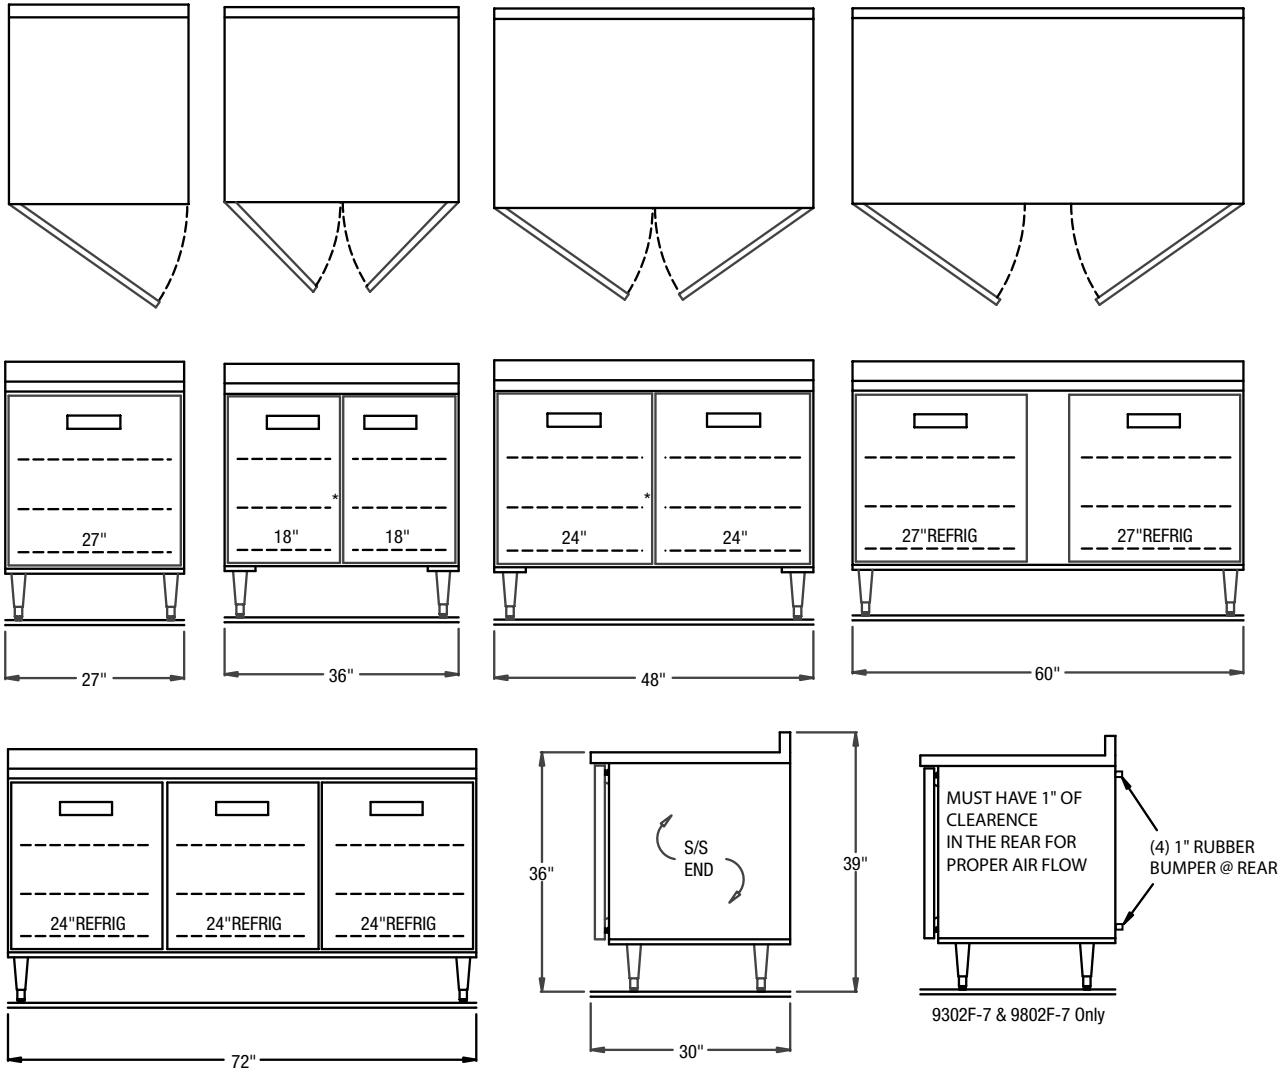 27"
*
18"
18"
*
24"
24"
27"REFRIG
27"REFRIG
27"
36"
48"
60"
24"REFRIG
24"REFRIG
24"REFRIG
72"
36"
S/S
END
39"
30"
MUST HAVE 1" OF
CLEARENCE
IN THE REAR FOR
PROPER AIR FLOW
(4) 1" RUBBER
BUMPER @ REAR
9302F-7 & 9802F-7 Only